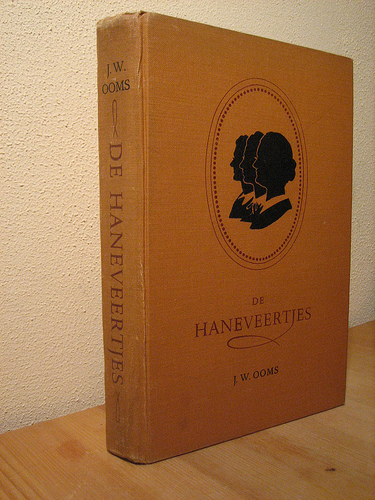 J. W.
OOMS
DE HANEVEERTJES
DE
HANEVEERTJES
J. W. OOMS